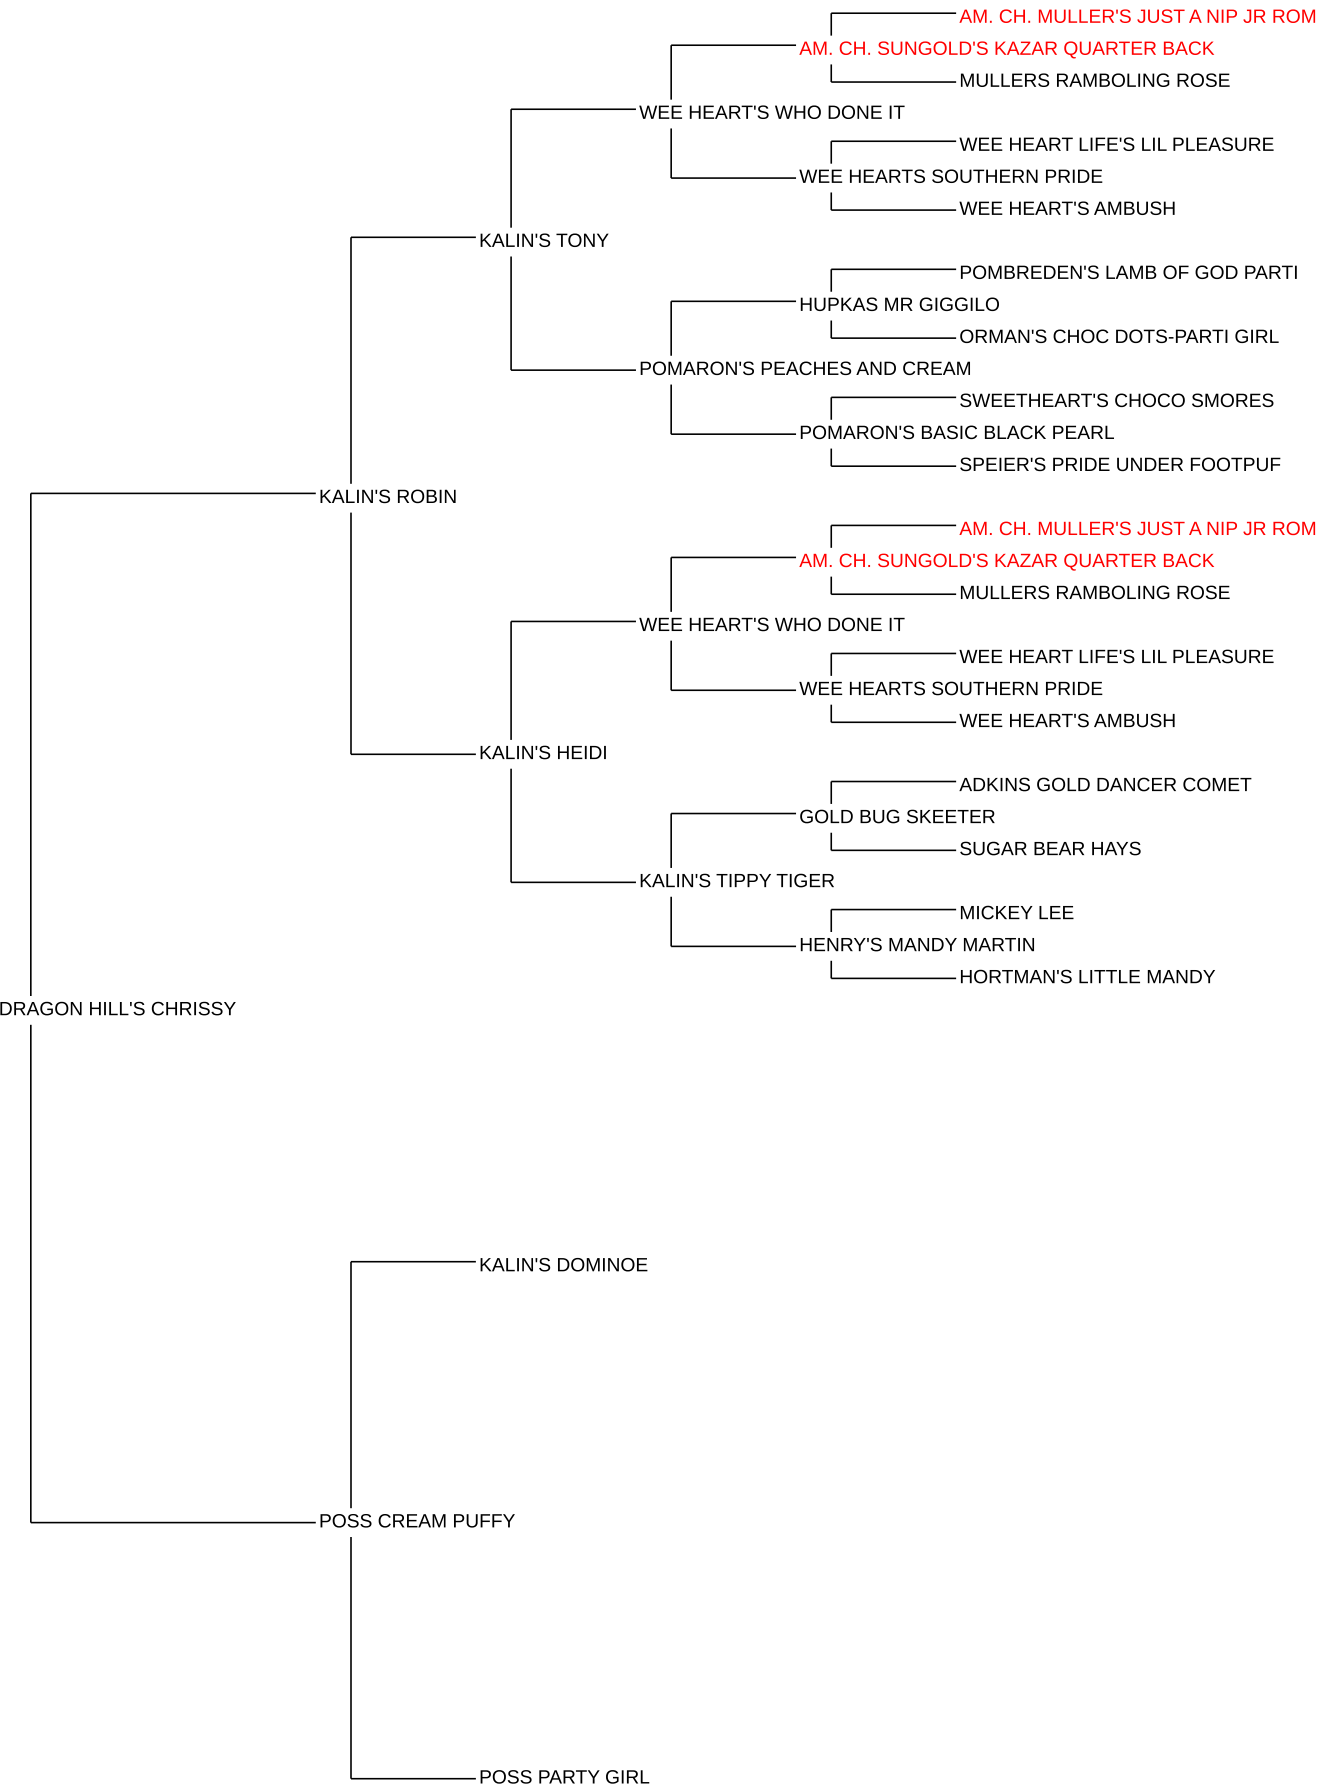 AM. CH. MULLER'S JUST A NIP JR ROM
AM. CH. SUNGOLD'S KAZAR QUARTER BACK
MULLERS RAMBOLING ROSE
WEE HEART'S WHO DONE IT
WEE HEART LIFE'S LIL PLEASURE
WEE HEARTS SOUTHERN PRIDE
WEE HEART'S AMBUSH
KALIN'S TONY
POMBREDEN'S LAMB OF GOD PARTI
HUPKAS MR GIGGILO
ORMAN'S CHOC DOTS-PARTI GIRL
POMARON'S PEACHES AND CREAM
SWEETHEART'S CHOCO SMORES
POMARON'S BASIC BLACK PEARL
SPEIER'S PRIDE UNDER FOOTPUF
KALIN'S ROBIN
AM. CH. MULLER'S JUST A NIP JR ROM
AM. CH. SUNGOLD'S KAZAR QUARTER BACK
MULLERS RAMBOLING ROSE
WEE HEART'S WHO DONE IT
WEE HEART LIFE'S LIL PLEASURE
WEE HEARTS SOUTHERN PRIDE
WEE HEART'S AMBUSH
KALIN'S HEIDI
ADKINS GOLD DANCER COMET
GOLD BUG SKEETER
SUGAR BEAR HAYS
KALIN'S TIPPY TIGER
MICKEY LEE
HENRY'S MANDY MARTIN
HORTMAN'S LITTLE MANDY
DRAGON HILL'S CHRISSY
KALIN'S DOMINOE
POSS CREAM PUFFY
POSS PARTY GIRL